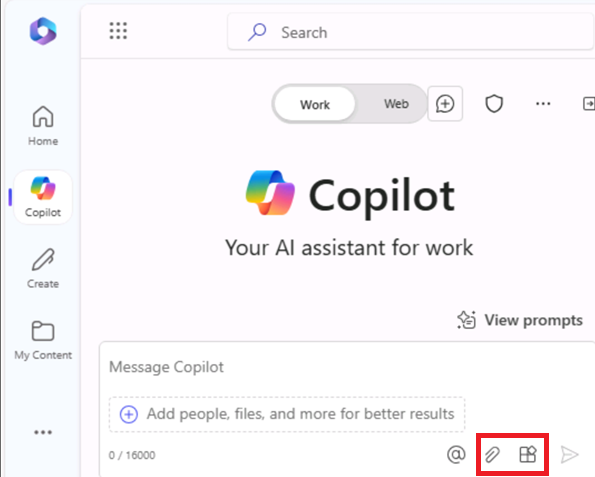 Search
Work
Web
Home
Copilot
Copilot
Your AI assistant for work
Create
View prompts
My Content
Message Copilot
Add people, files, and more for better results
0 / 16000
@